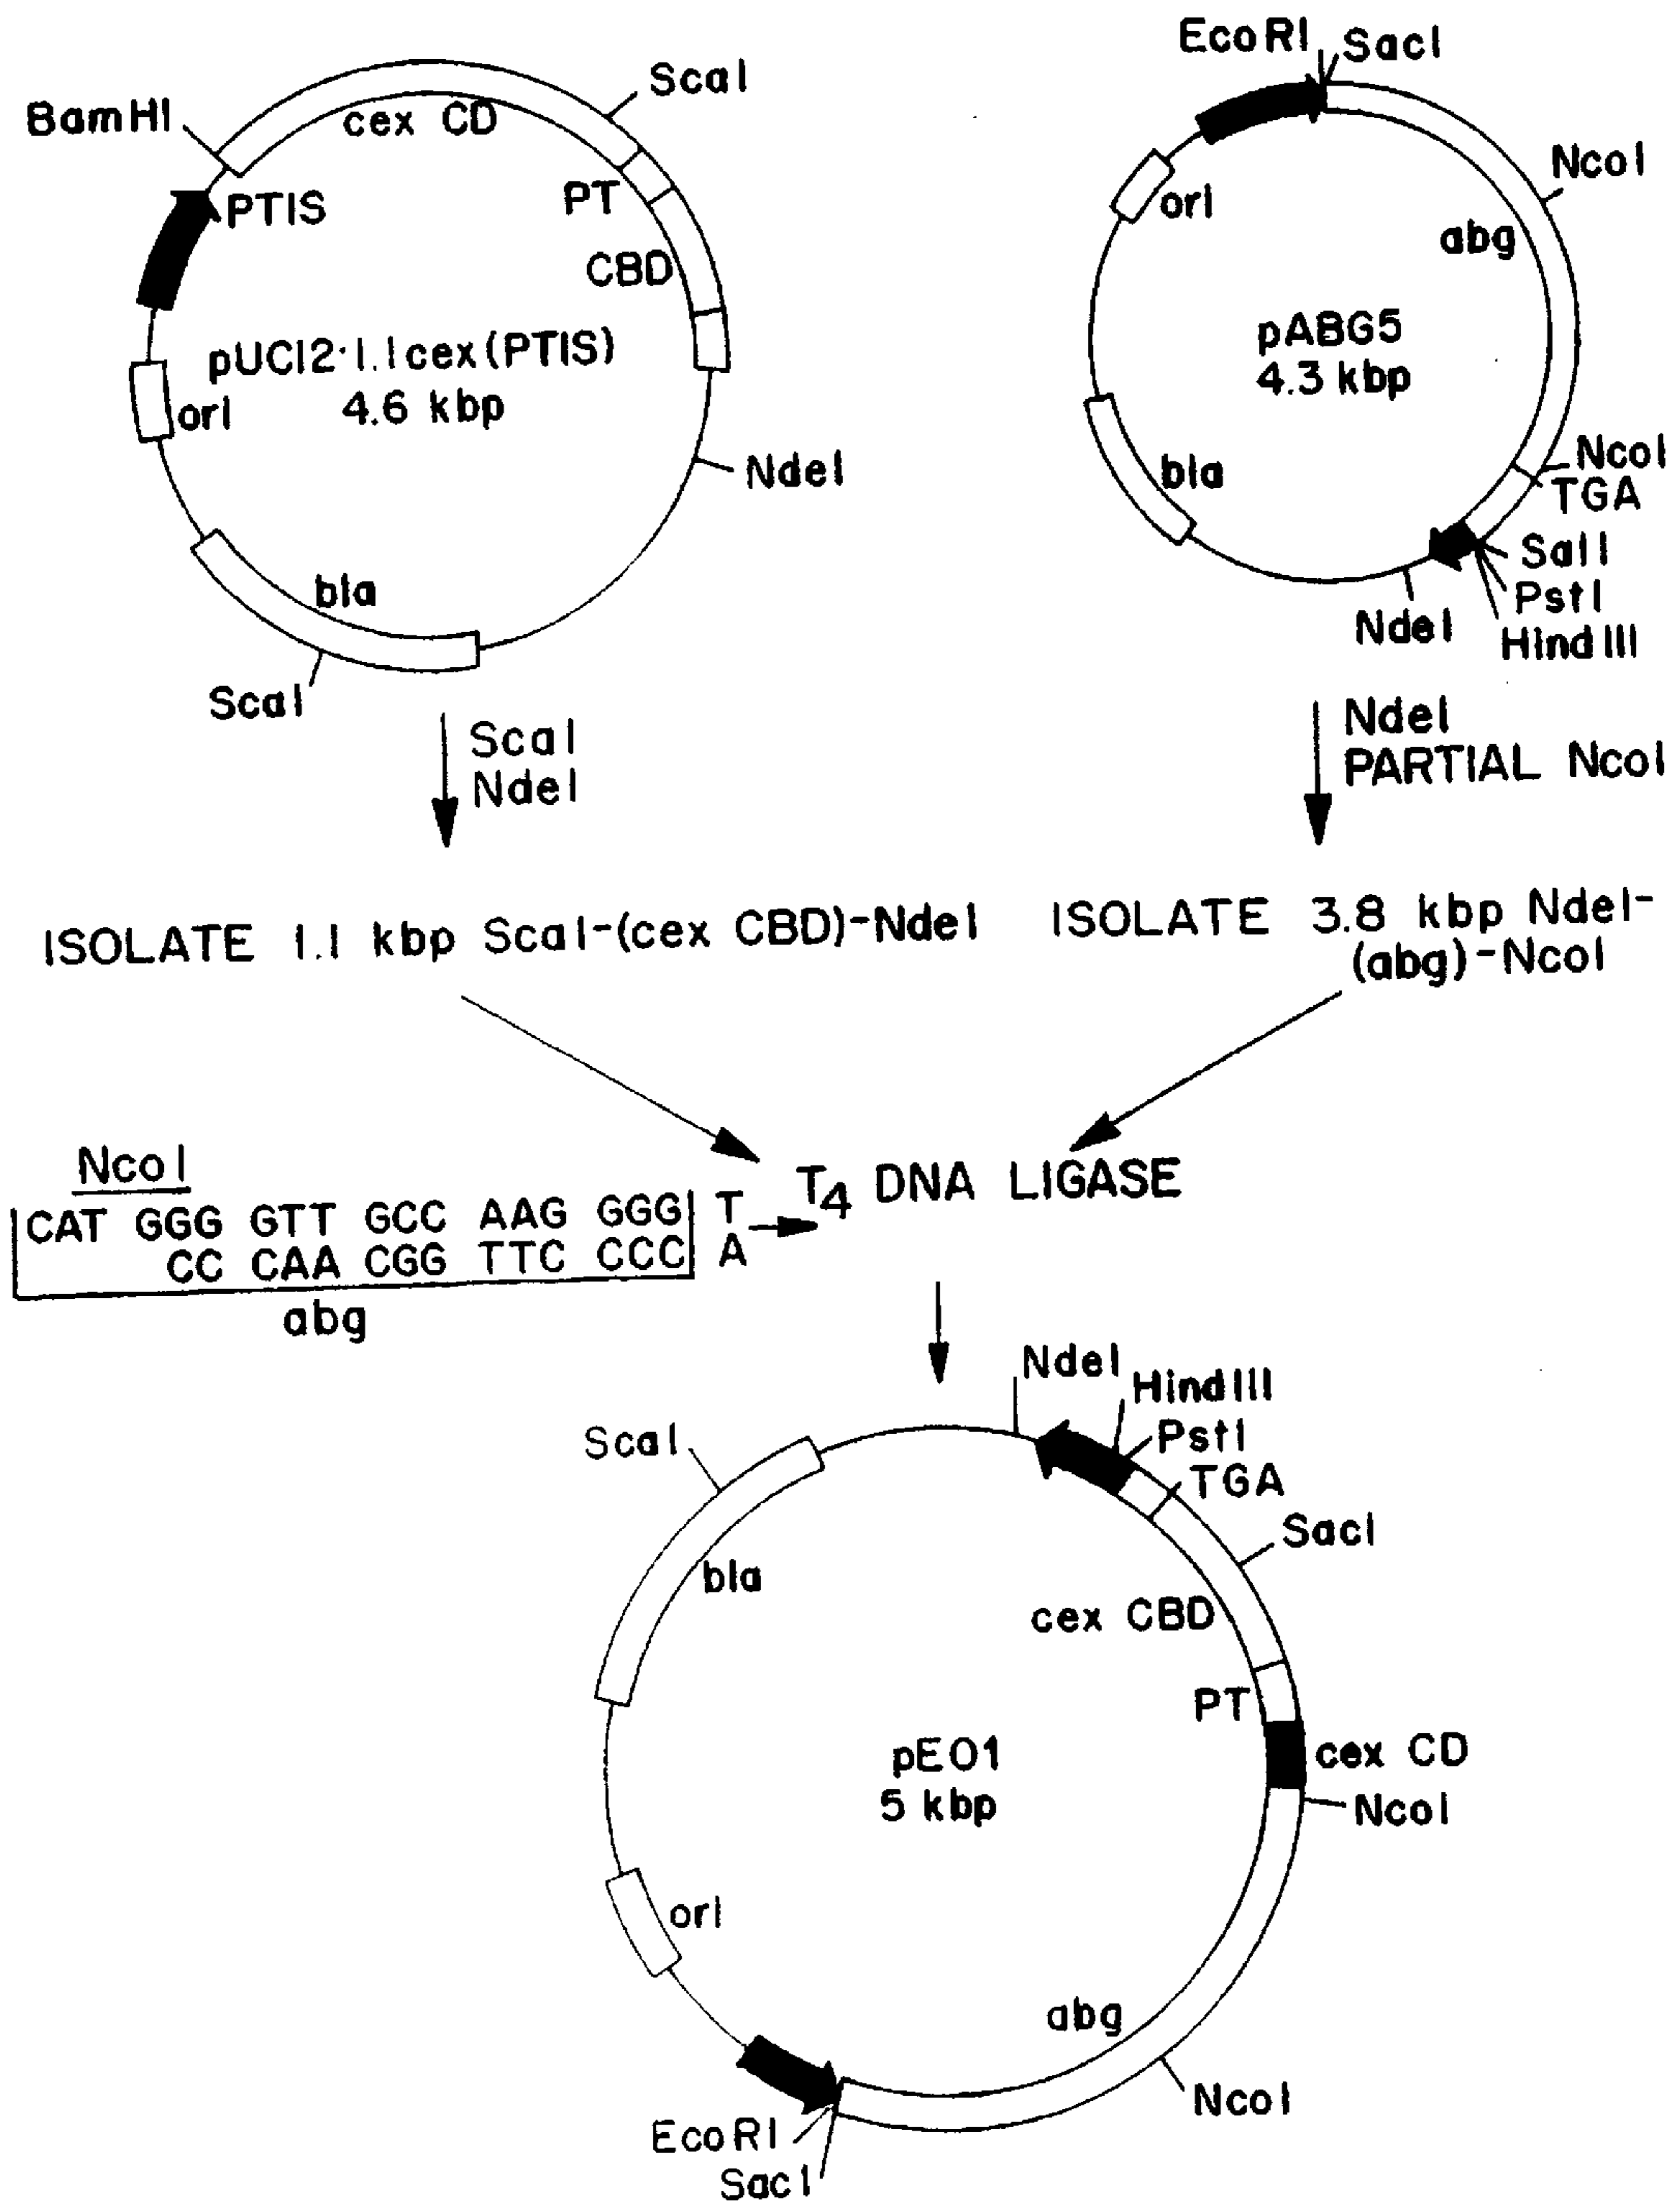 BamHI
ScaI
cex CD
PTIS
PT
CBD
pUC12·1.1cex(PTIS)
4.6 kbp
ori
NdeI
bla
ScaI
EcoRI
SacI
NcoI
ori
abg
pABG5
4.3 kbp
bla
NcoI
TGA
SalI
PstI
HindIII
NdeI
ScaI
NdeI
NdeI
PARTIAL NcoI
ISOLATE 1.1 kbp ScaI-(cex CBD)-NdeI
ISOLATE 3.8 kbp NdeI-
(abg)-NcoI
NcoI
CAT GGG GTT GCC AAG GGG T
CC CAA CGG TTC CCC A
abg
T4 DNA LIGASE
NdeI
HindIII
PstI
TGA
SacI
ScaI
bla
cex CBD
PT
cex CD
NcoI
pEO1
5 kbp
ori
abg
NcoI
EcoRI
SacI